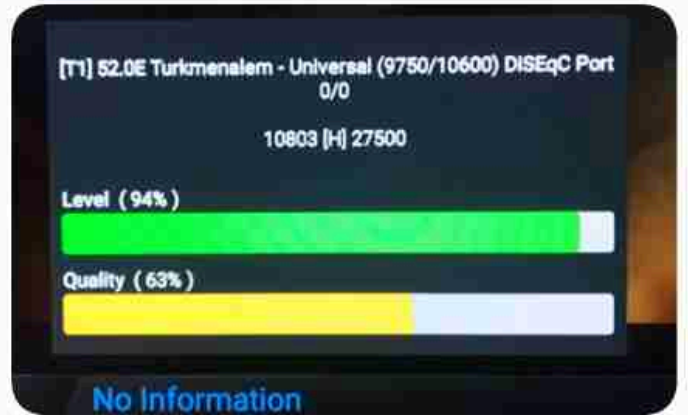 [T1] 52.0E Turkmenalem - Universal (9750/10600) DiSEqC Port
0/0
10803 [H] 27500
Level ( 94% )
Quality ( 63% )
No Information